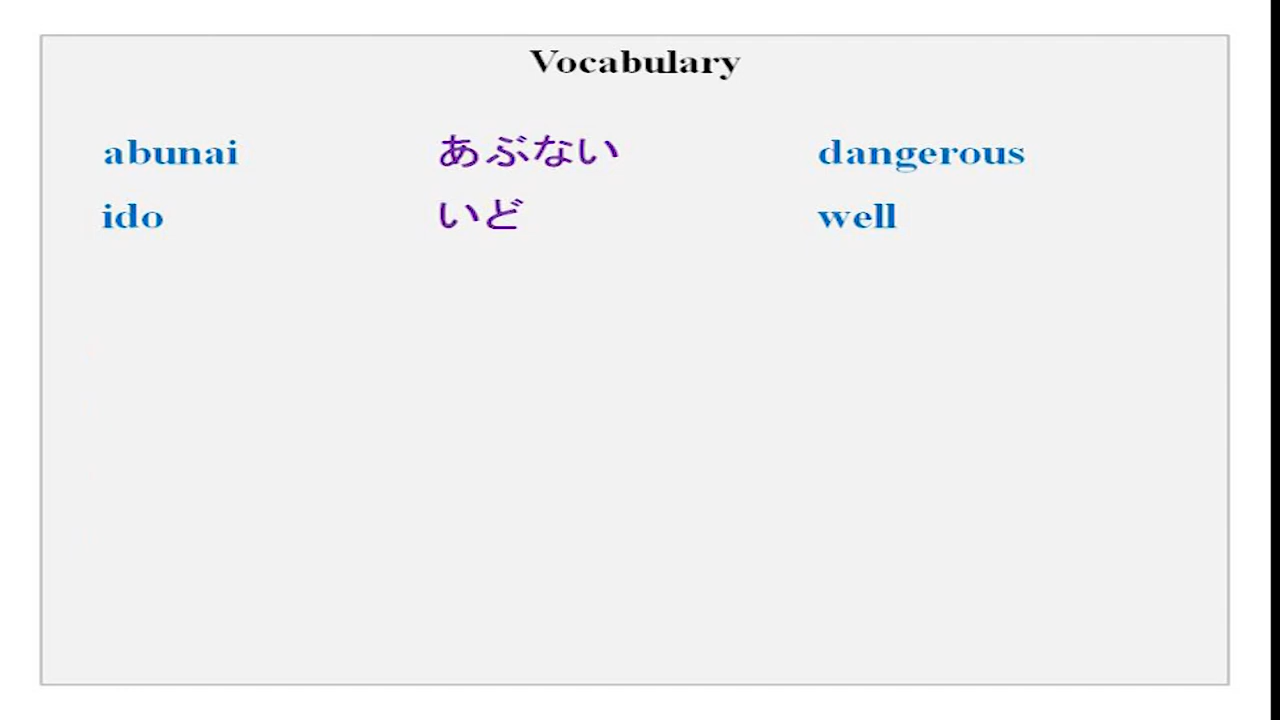 Vocabulary
abunai あぶない dangerous
ido いど well